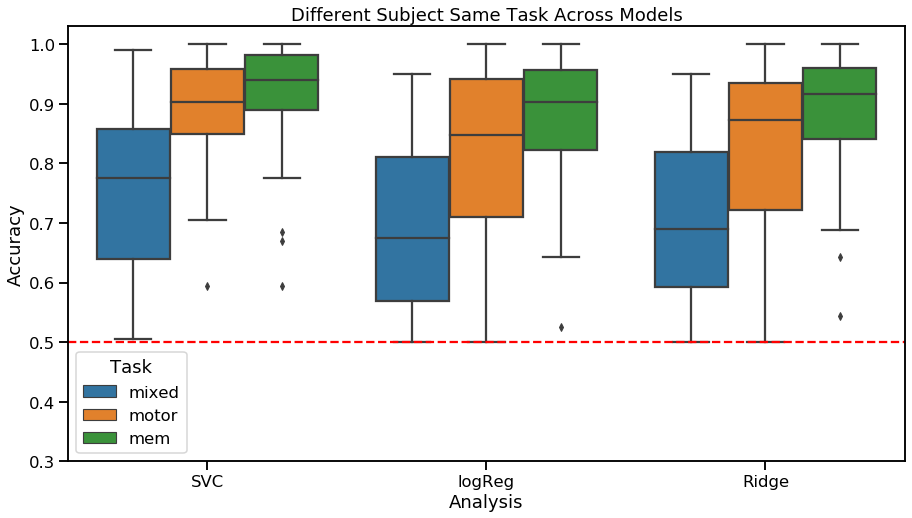 Different Subject Same Task Across Models
Accuracy
1.0
0.9
0.8
0.7
0.6
0.5
0.4
0.3
Task
mixed
motor
mem
SVC
logReg
Ridge
Analysis